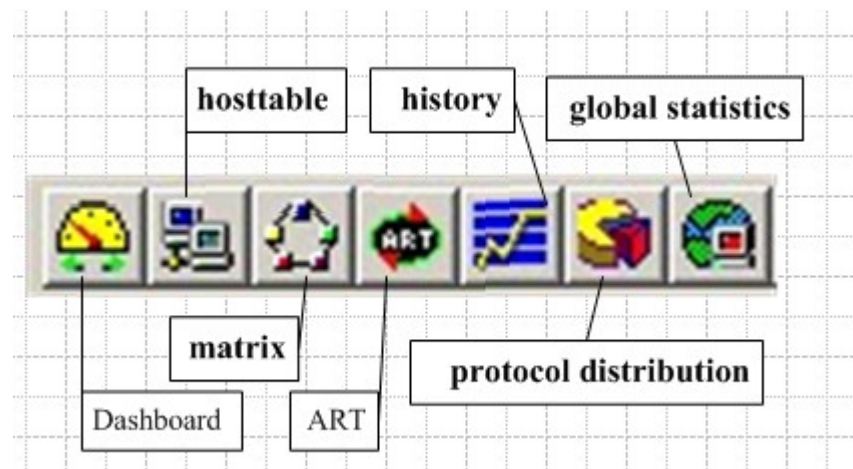 hosttable
history
global statistics
ART
matrix
protocol distribution
Dashboard
ART